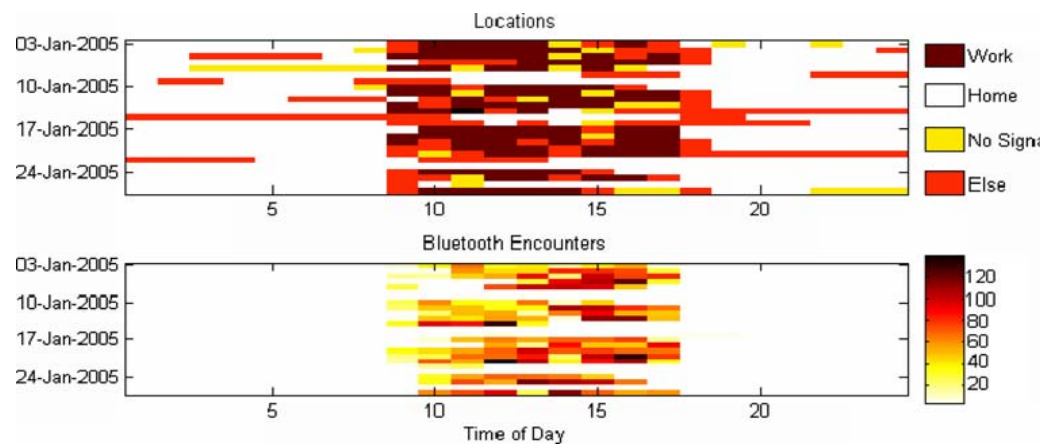 Locations
03-Jan-2005
10-Jan-2005
17-Jan-2005
24-Jan-2005
5 10 15 20
Work
Home
No Signa
Else
Bluetooth Encounters
03-Jan-2005
10-Jan-2005
17-Jan-2005
24-Jan-2005
5 10 15 20
Time of Day
120
100
80
60
40
20